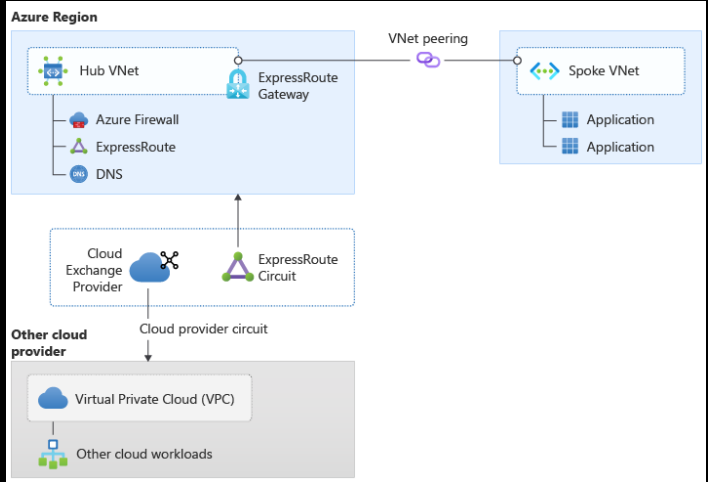 Azure Region
Hub VNet
ExpressRoute
Gateway
Azure Firewall
ExpressRoute
DNS
DNS
VNet peering
Spoke VNet
Application
Application
Cloud
Exchange
Provider
ExpressRoute
Circuit
Cloud provider circuit
Other cloud
provider
Virtual Private Cloud (VPC)
Other cloud workloads